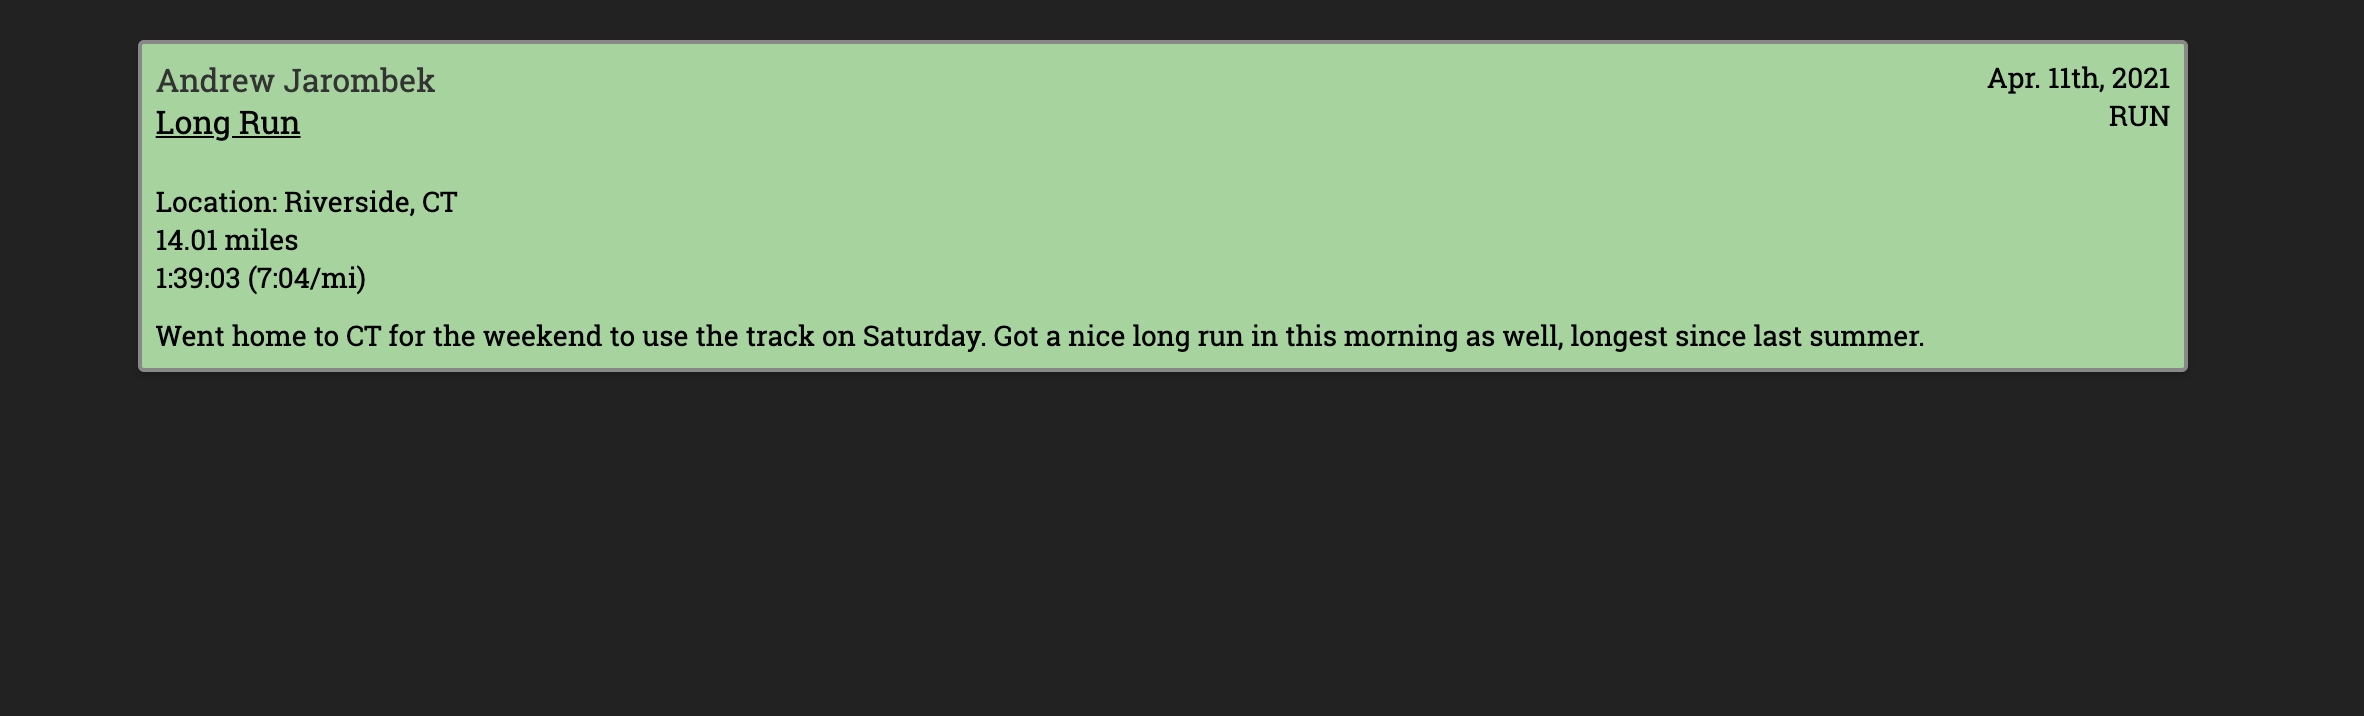 Andrew Jarombek
Apr. 11th, 2021
Long Run
RUN
Location: Riverside, CT
14.01 miles
1:39:03 (7:04/mi)
Went home to CT for the weekend to use the track on Saturday. Got a nice long run in this morning as well, longest since last summer.